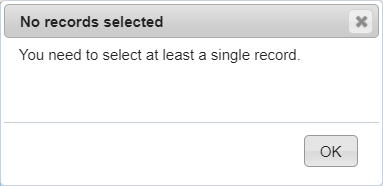 No records selected
You need to select at least a single record.
OK